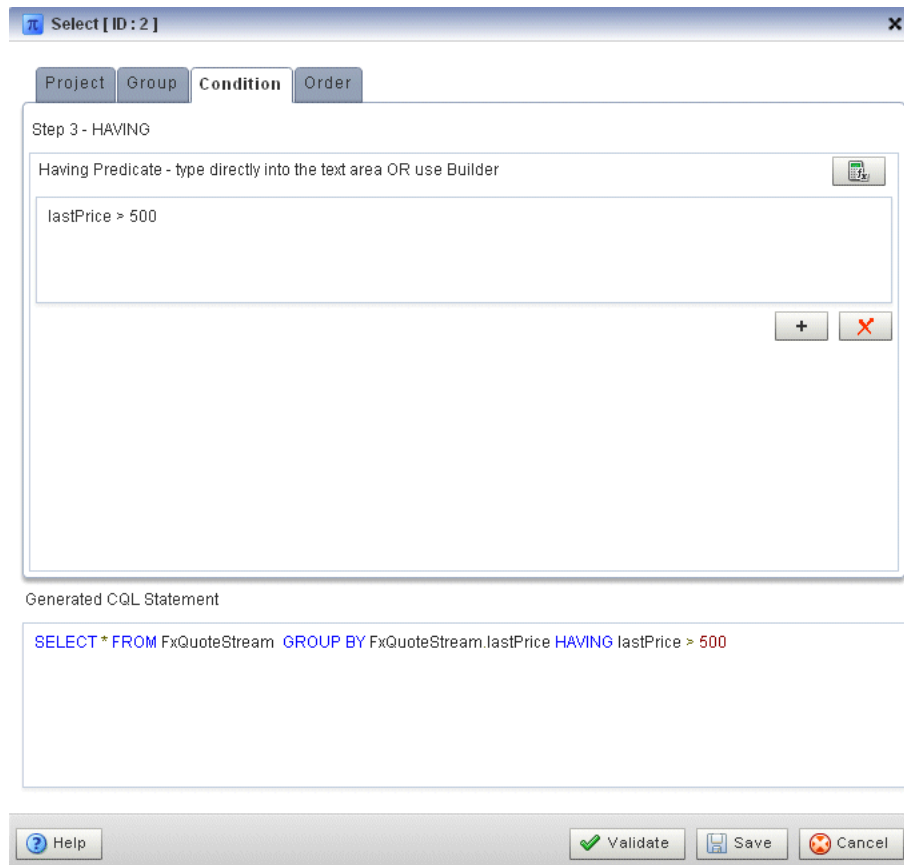 π Select [ ID : 2 ]
Project Group Condition Order
Step 3 - HAVING
Having Predicate - type directly into the text area OR use Builder
fx
lastPrice > 500
+
Generated CQL Statement
SELECT * FROM FxQuoteStream GROUP BY FxQuoteStream.lastPrice HAVING lastPrice > 500
? Help Validate Save Cancel